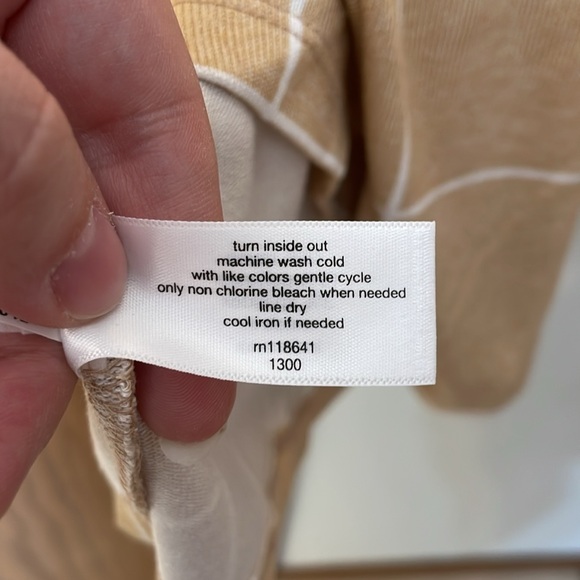 turn inside out
machine wash cold
with like colors gentle cycle
only non chlorine bleach when needed
line dry
cool iron if needed
rn118641
1300